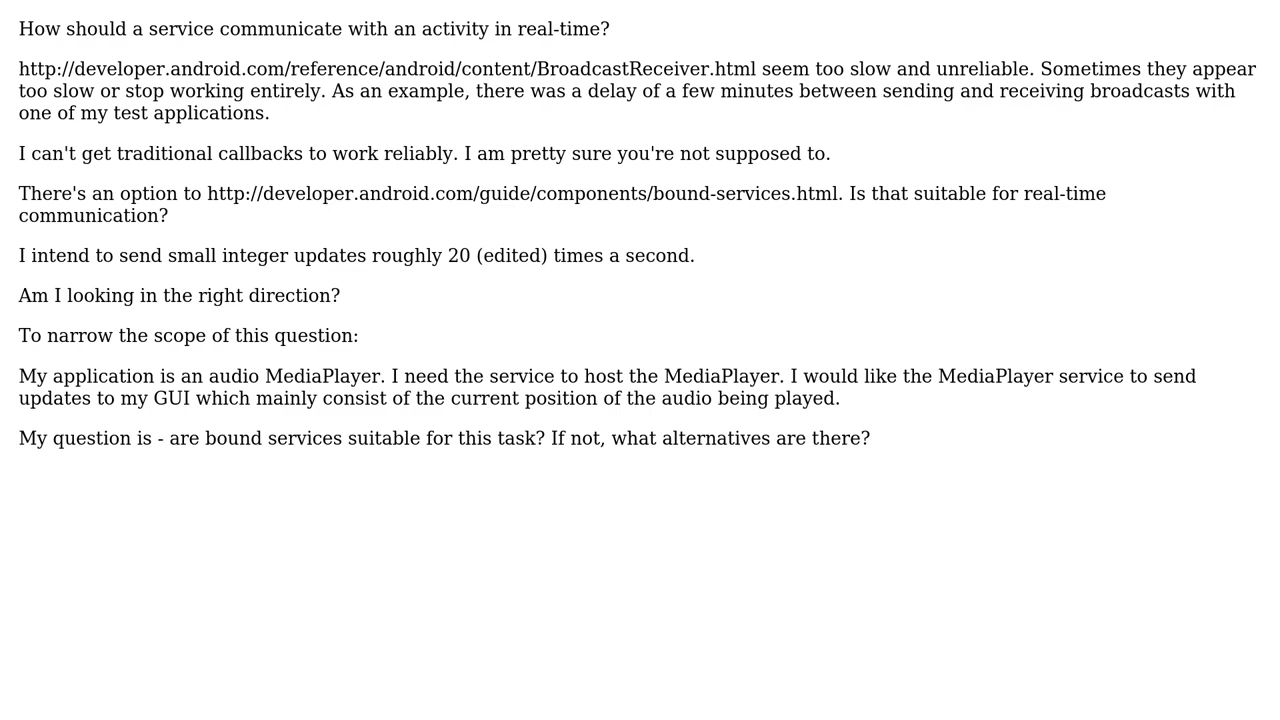 How should a service communicate with an activity in real-time?
http://developer.android.com/reference/android/content/BroadcastReceiver.html seem too slow and unreliable. Sometimes they appear
too slow or stop working entirely. As an example, there was a delay of a few minutes between sending and receiving broadcasts with
one of my test applications.
I can't get traditional callbacks to work reliably. I am pretty sure you're not supposed to.
There's an option to http://developer.android.com/guide/components/bound-services.html. Is that suitable for real-time
communication?
I intend to send small integer updates roughly 20 (edited) times a second.
Am I looking in the right direction?
To narrow the scope of this question:
My application is an audio MediaPlayer. I need the service to host the MediaPlayer. I would like the MediaPlayer service to send
updates to my GUI which mainly consist of the current position of the audio being played.
My question is - are bound services suitable for this task? If not, what alternatives are there?